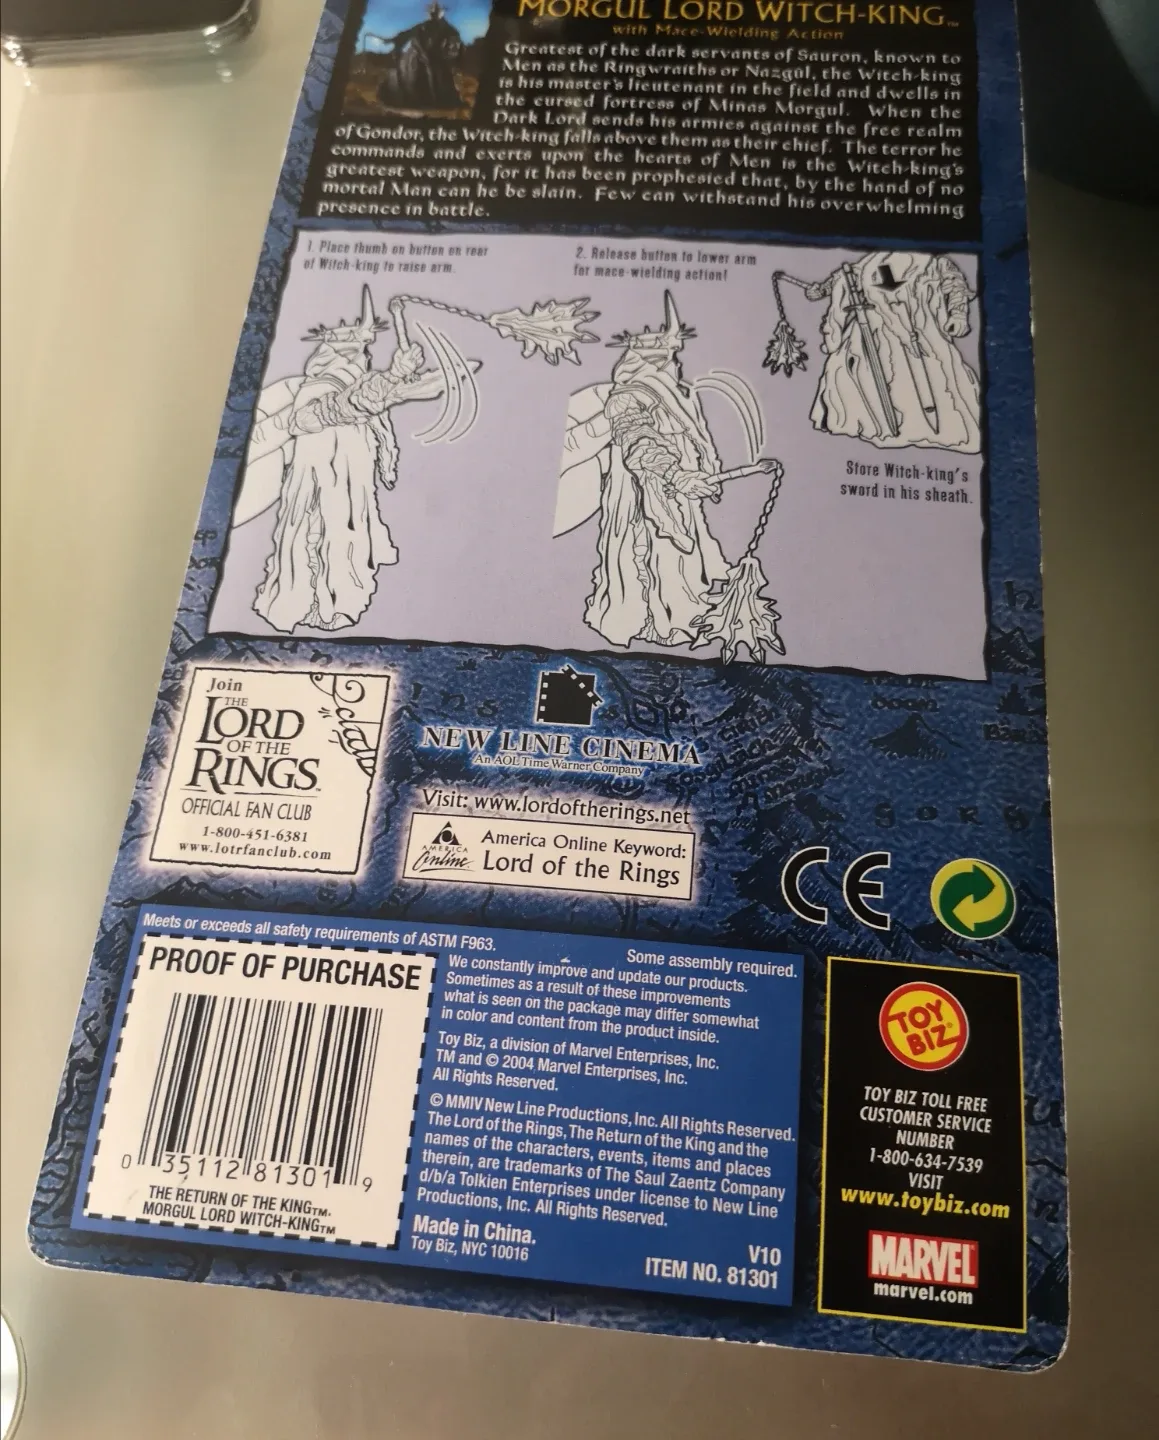 MORGUL LORD WITCH-KING™
with Mace-Wielding Action
Greatest of the dark servants of Sauron, known to
Men as the Ringwraiths or Nazgûl, the Witch-king
is his master's lieutenant in the field and dwells in
the cursed fortress of Minas Morgul. When the
Dark Lord sends his armies against the free realm
of Gondor, the Witch-king falls above them as their chief. The terror he
commands and exerts upon the hearts of Men is the Witch-king's
greatest weapon, for it has been prophesied that, by the hand of no
mortal Man can he be slain. Few can withstand his overwhelming
presence in battle.
1. Place thumb on button on rear
of Witch-king to raise arm.
2. Release button to lower arm
for mace-wielding action!
Store Witch-king's
sword in his sheath.
Join
THE
LORD
OF THE
RINGS™
OFFICIAL FAN CLUB
1-800-451-6381
www.lotrfanclub.com
NEW LINE CINEMA
An AOL Time Warner Company
Visit: www.lordoftherings.net
AMERICA
Online
America Online Keyword:
Lord of the Rings
CE
Meets or exceeds all safety requirements of ASTM F963.
Some assembly required.
PROOF OF PURCHASE
0 35112 81301 9
THE RETURN OF THE KING™.
MORGUL LORD WITCH-KING™
We constantly improve and update our products.
Sometimes as a result of these improvements
what is seen on the package may differ somewhat
in color and content from the product inside.
Toy Biz, a division of Marvel Enterprises, Inc.
TM and © 2004 Marvel Enterprises, Inc.
All Rights Reserved.
© MMIV New Line Productions, Inc. All Rights Reserved.
The Lord of the Rings, The Return of the King and the
names of the characters, events, items and places
therein, are trademarks of The Saul Zaentz Company
d/b/a Tolkien Enterprises under license to New Line
Productions, Inc. All Rights Reserved.
Made in China.
Toy Biz, NYC 10016
V10
ITEM NO. 81301
TOY
BIZ®
TOY BIZ TOLL FREE
CUSTOMER SERVICE
NUMBER
1-800-634-7539
VISIT
www.toybiz.com
MARVEL®
marvel.com